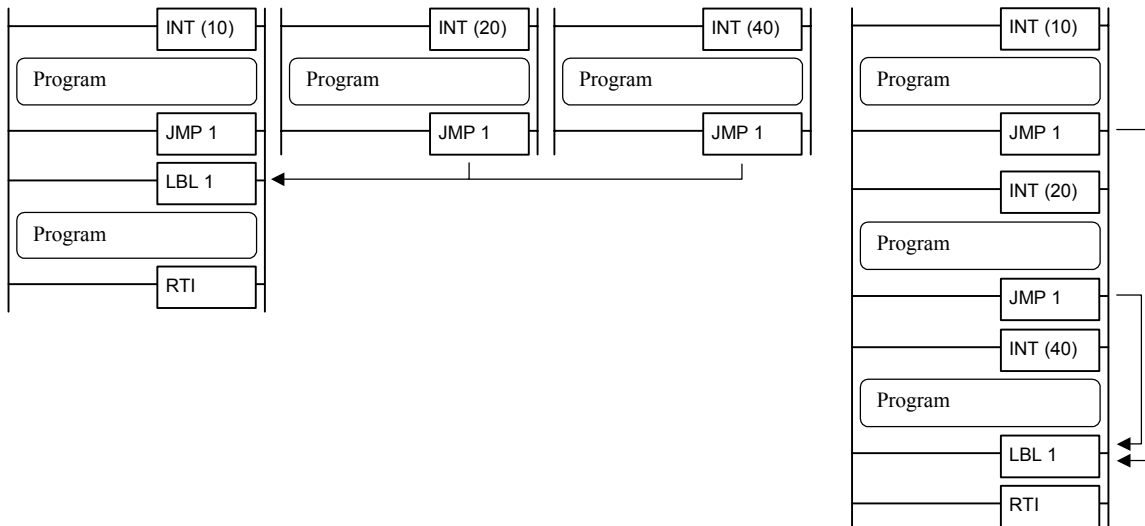 INT (10)
Program
JMP 1
LBL 1
Program
RTI
INT (20)
Program
JMP 1
INT (40)
Program
JMP 1
INT (10)
Program
JMP 1
INT (20)
Program
JMP 1
INT (40)
Program
LBL 1
RTI